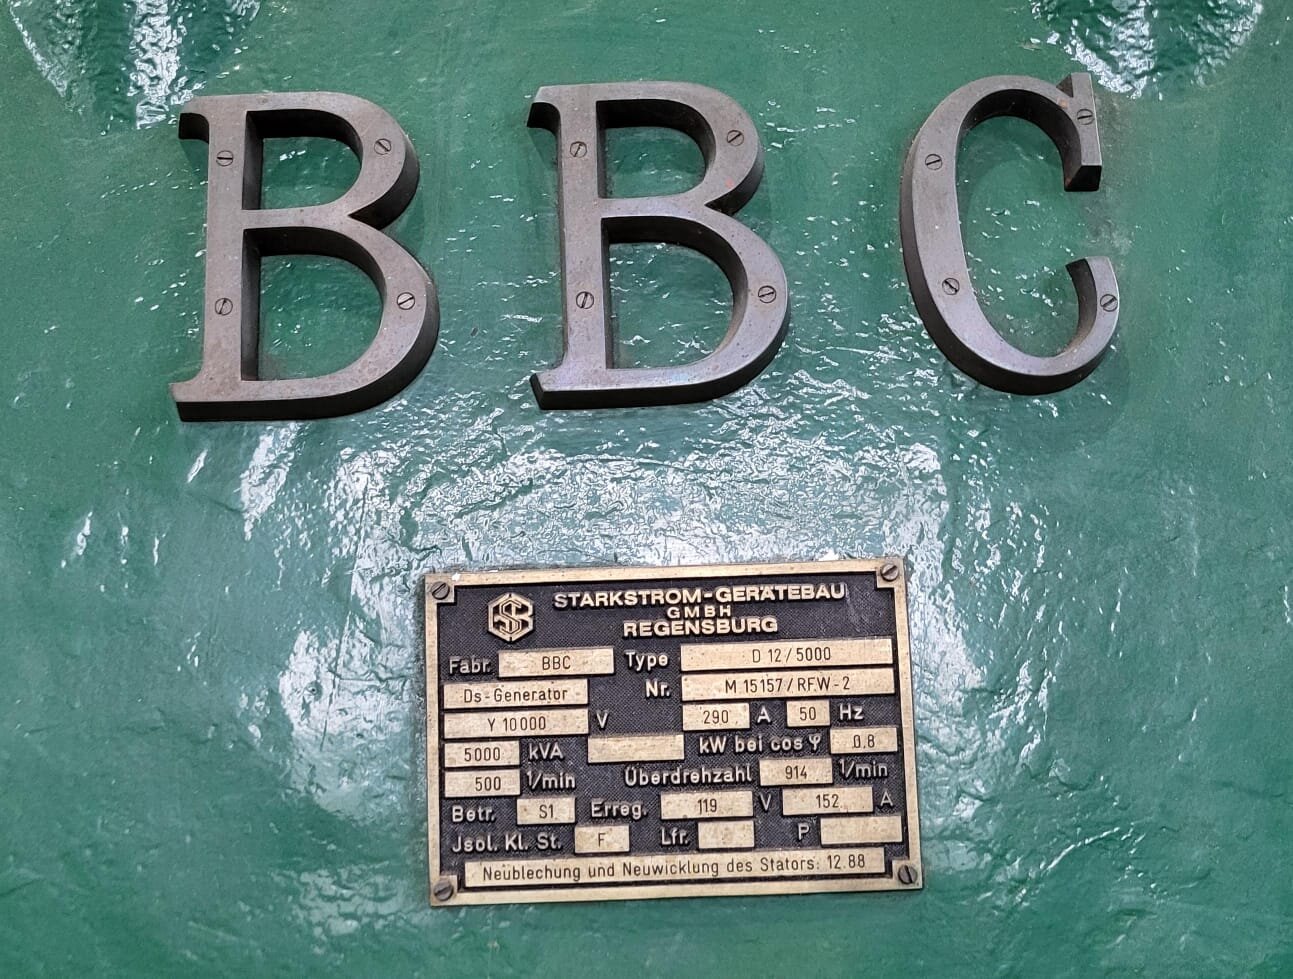 BBC
STARKSTROM-GERÄTEBAU
GMBH
REGENSBURG
Fabr. BBC Type D 12/5000
Ds-Generator Nr. M 15157/RFW-2
Y 10000 V 290 A 50 Hz
5000 kVA kW bei cos φ 0.8
500 1/min Überdrehzahl 914 1/min
Betr. S1 Erreg. 119 V 152 A
Jsol. Kl. St. F Lfr. P
Neublechung und Neuwicklung des Stators: 12.88